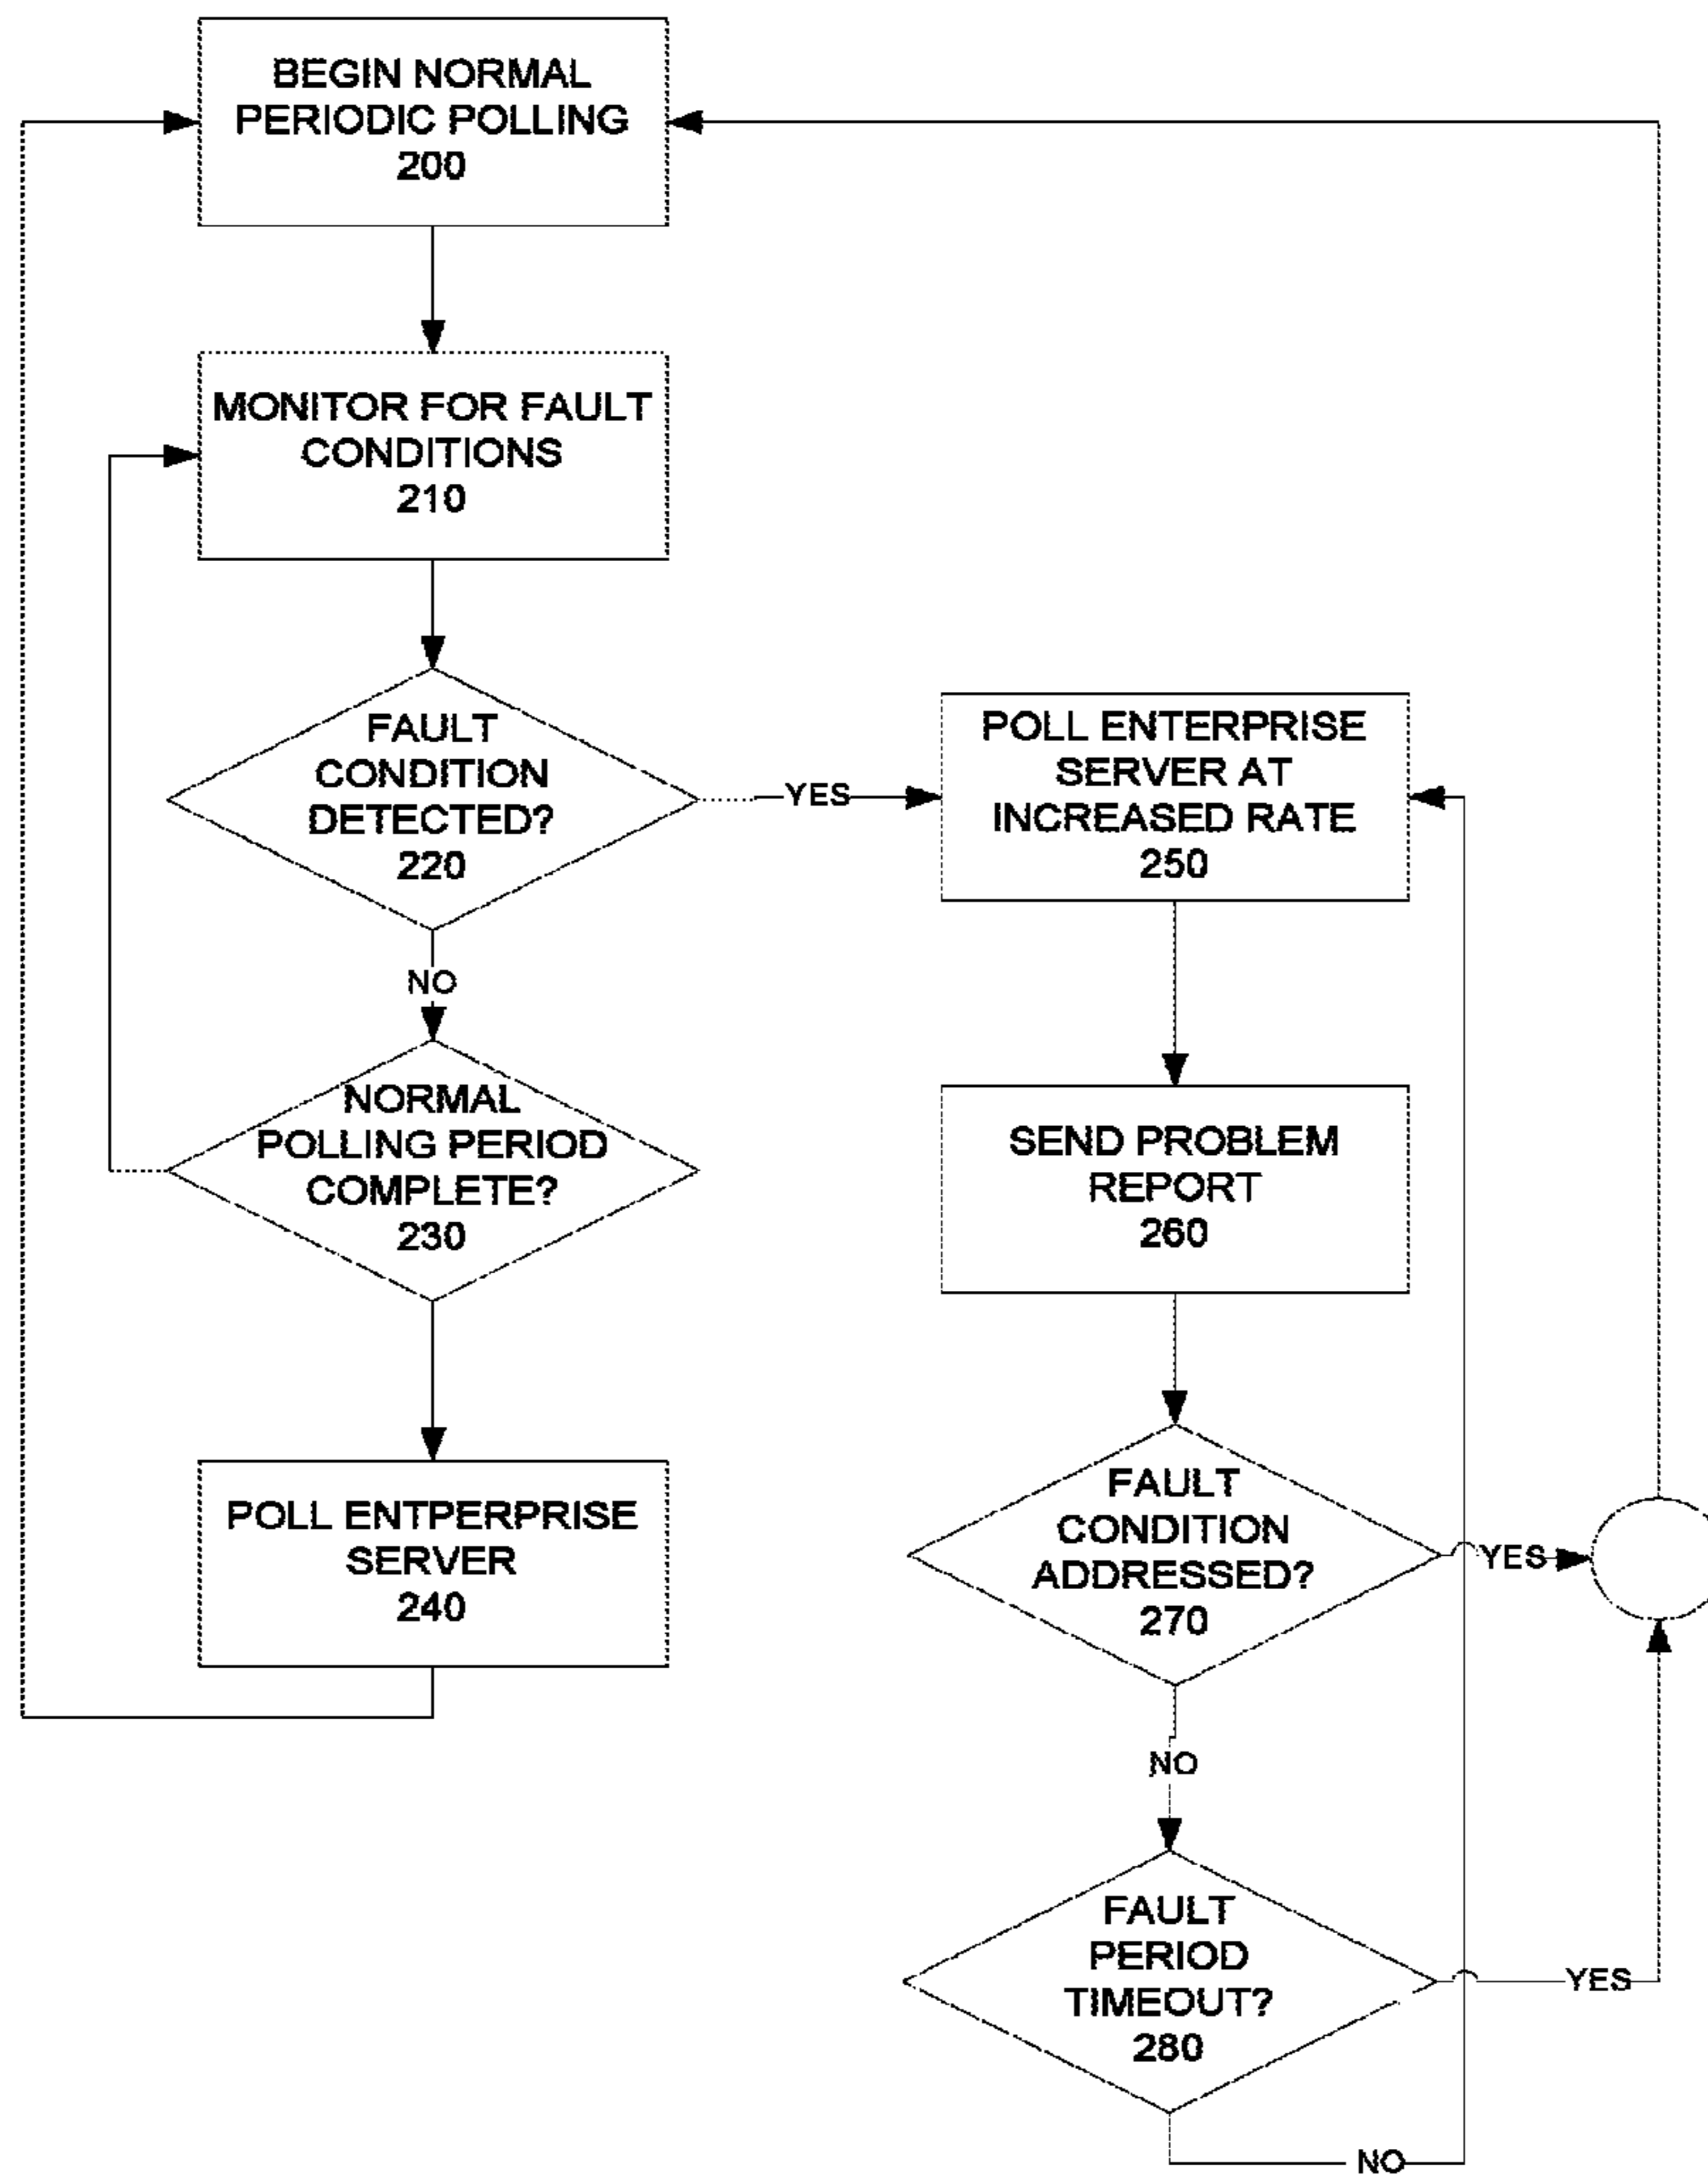 BEGIN NORMAL
PERIODIC POLLING
200
MONITOR FOR FAULT
CONDITIONS
210
FAULT
CONDITION
DETECTED?
220
YES
NO
NORMAL
POLLING PERIOD
COMPLETE?
230
POLL ENTPERPRISE
SERVER
240
POLL ENTERPRISE
SERVER AT
INCREASED RATE
250
SEND PROBLEM
REPORT
260
FAULT
CONDITION
ADDRESSED?
270
YES
NO
FAULT
PERIOD
TIMEOUT?
280
YES
NO